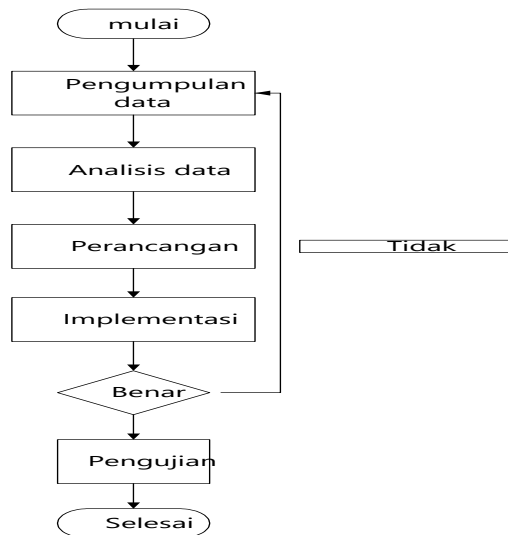 mulai
Pengumpulan
data
Analisis data
Perancangan
Tidak
Implementasi
Benar
Pengujian
Selesai